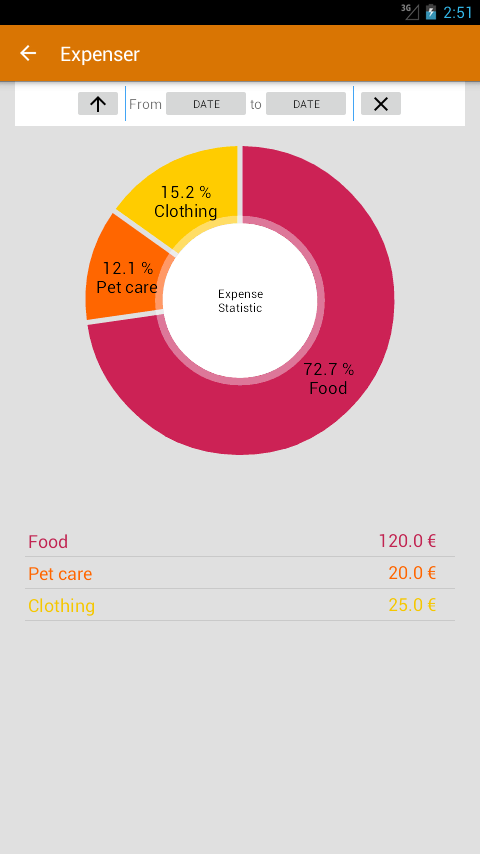 3G 2:51
Expenser
From DATE to DATE
15.2 %
Clothing
12.1 %
Pet care
Expense
Statistic
72.7 %
Food
Food 120.0 €
Pet care 20.0 €
Clothing 25.0 €